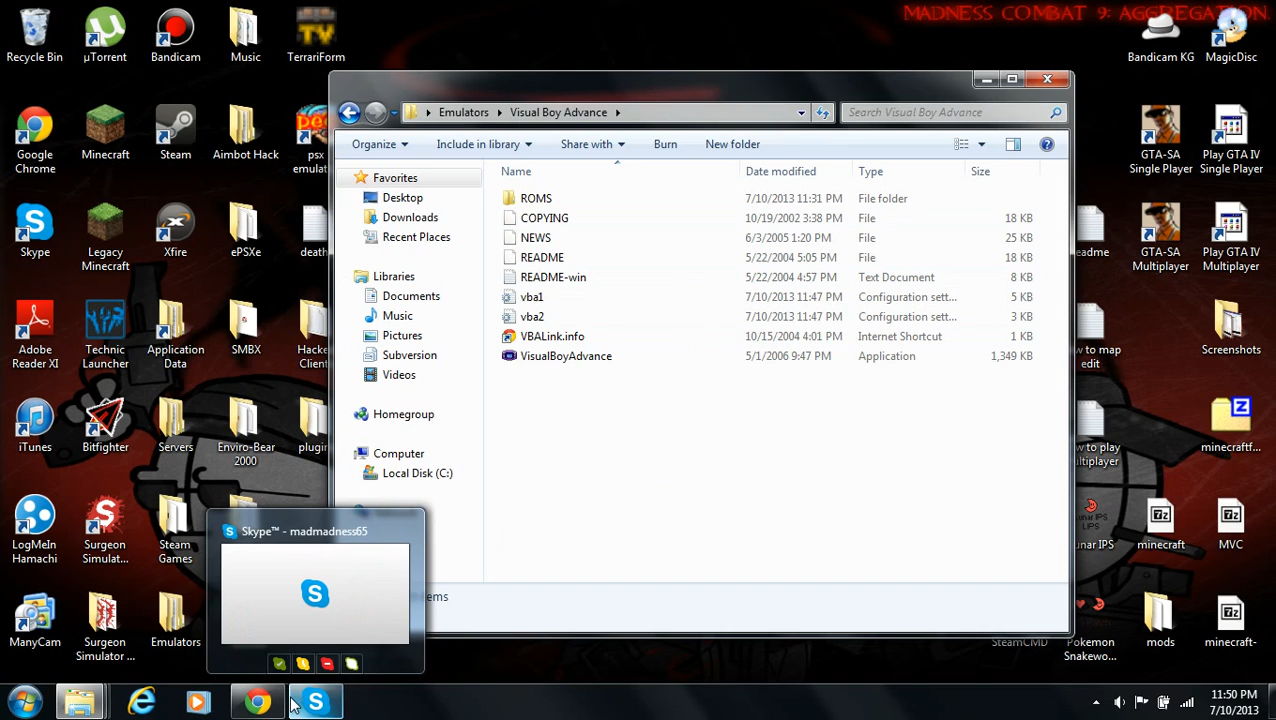 MADNESS COMBAT 9: AGGREGATION
Recycle Bin
µTorrent
Bandicam
Music
TerrariForm
Bandicam KG
MagicDisc
Google Chrome
Minecraft
Steam
Aimbot Hack
psx
emulat..
GTA-SA Single Player
Play GTA IV Single Player
Skype
Legacy Minecraft
Xfire
ePSXe
death
eadme
GTA-SA Multiplayer
Play GTA IV Multiplayer
Adobe Reader XI
Technic Launcher
Application Data
SMBX
Hacke
Client
w to map
edit
Screenshots
iTunes
Bitfighter
Servers
Enviro-Bear 2000
plugin
w to play
ultiplayer
minecraftf...
LogMeIn Hamachi
Surgeon Simulat...
Steam Games
unar IPS
minecraft
MVC
ManyCam
Surgeon Simulator ...
Emulators
SteamCMD
Pokemon Snakewo...
mods
minecraft-
Emulators
Visual Boy Advance
Search Visual Boy Advance
Organize
Include in library
Share with
Burn
New folder
Favorites
Desktop
Downloads
Recent Places
Libraries
Documents
Music
Pictures
Subversion
Videos
Homegroup
Computer
Local Disk (C:)
Name Date modified Type Size
ROMS 7/10/2013 11:31 PM File folder
COPYING 10/19/2002 3:38 PM File 18 KB
NEWS 6/3/2005 1:20 PM File 25 KB
README 5/22/2004 5:05 PM File 18 KB
README-win 5/22/2004 4:57 PM Text Document 8 KB
vba1 7/10/2013 11:47 PM Configuration sett... 5 KB
vba2 7/10/2013 11:47 PM Configuration sett... 3 KB
VBALink.info 10/15/2004 4:01 PM Internet Shortcut 1 KB
VisualBoyAdvance 5/1/2006 9:47 PM Application 1,349 KB
ems
Skype™ - madmadness65
11:50 PM
7/10/2013